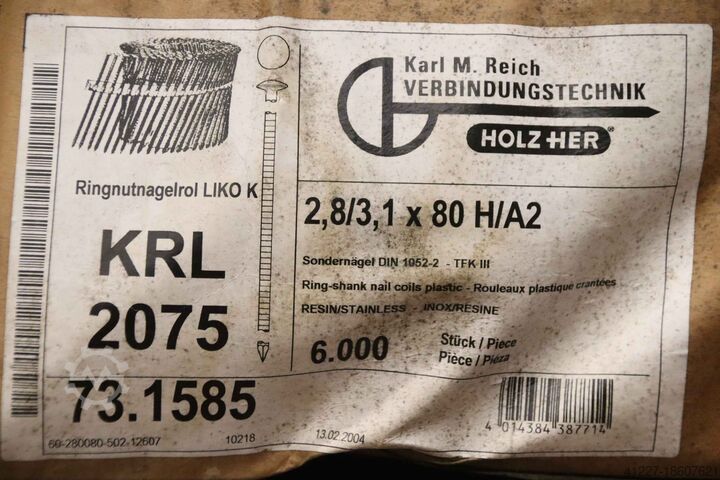 Karl M. Reich
VERBINDUNGSTECHNIK
HOLZ HER®
Ringnutnagelrol LIKO K
KRL
2075
73.1585
69-280080-502-12607
10218
2,8/3,1 x 80 H/A2
Sondernägel DIN 1052-2 - TFK III
Ring-shank nail coils plastic - Rouleaux plastique crantées
RESIN/STAINLESS - INOX/RESINE
6.000
Stück / Piece
Pièce / Pieza
13.02.2004
4 014384 387714
41227-18607621